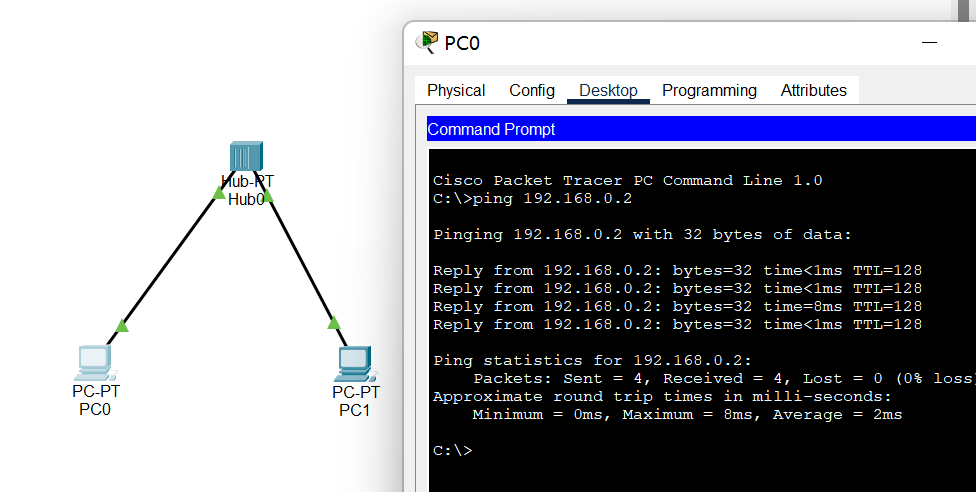 Hub-PT
Hub0
PC-PT
PC0
PC-PT
PC1
PC0
Physical Config Desktop Programming Attributes
Command Prompt
Cisco Packet Tracer PC Command Line 1.0
C:\>ping 192.168.0.2
Pinging 192.168.0.2 with 32 bytes of data:
Reply from 192.168.0.2: bytes=32 time<1ms TTL=128
Reply from 192.168.0.2: bytes=32 time<1ms TTL=128
Reply from 192.168.0.2: bytes=32 time=8ms TTL=128
Reply from 192.168.0.2: bytes=32 time<1ms TTL=128
Ping statistics for 192.168.0.2:
Packets: Sent = 4, Received = 4, Lost = 0 (0% loss)
Approximate round trip times in milli-seconds:
Minimum = 0ms, Maximum = 8ms, Average = 2ms
C:\>